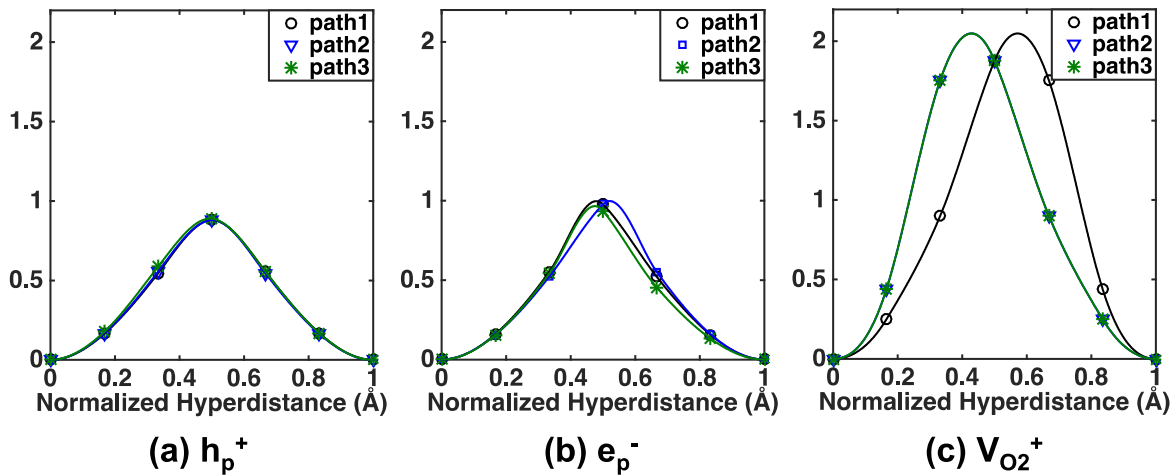 path1
path2
path3
2
1.5
1
0.5
0
0 0.2 0.4 0.6 0.8 1
Normalized Hyperdistance (Å)
(a) hp+
path1
path2
path3
2
1.5
1
0.5
0
0 0.2 0.4 0.6 0.8 1
Normalized Hyperdistance (Å)
(b) ep-
path1
path2
path3
2
1.5
1
0.5
0
0 0.2 0.4 0.6 0.8 1
Normalized Hyperdistance (Å)
(c) VO2+